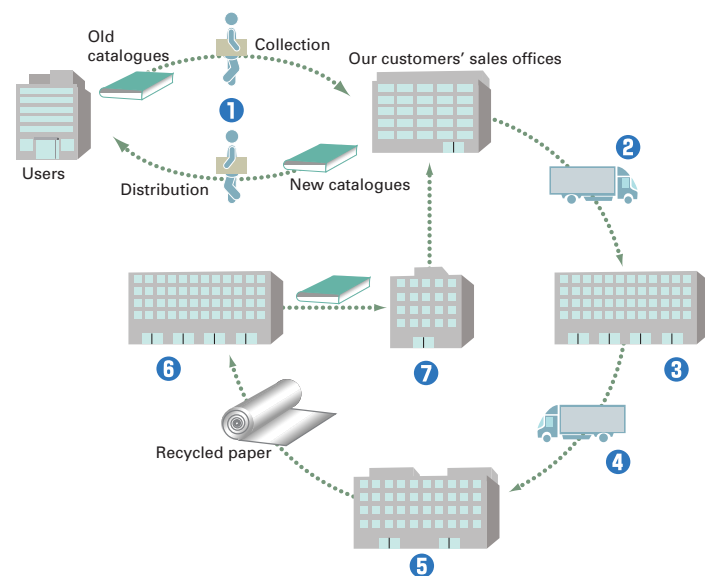 Old
catalogues
Collection
Our customers' sales offices
1
2
Users
Distribution
New catalogues
6
7
3
Recycled paper
4
5